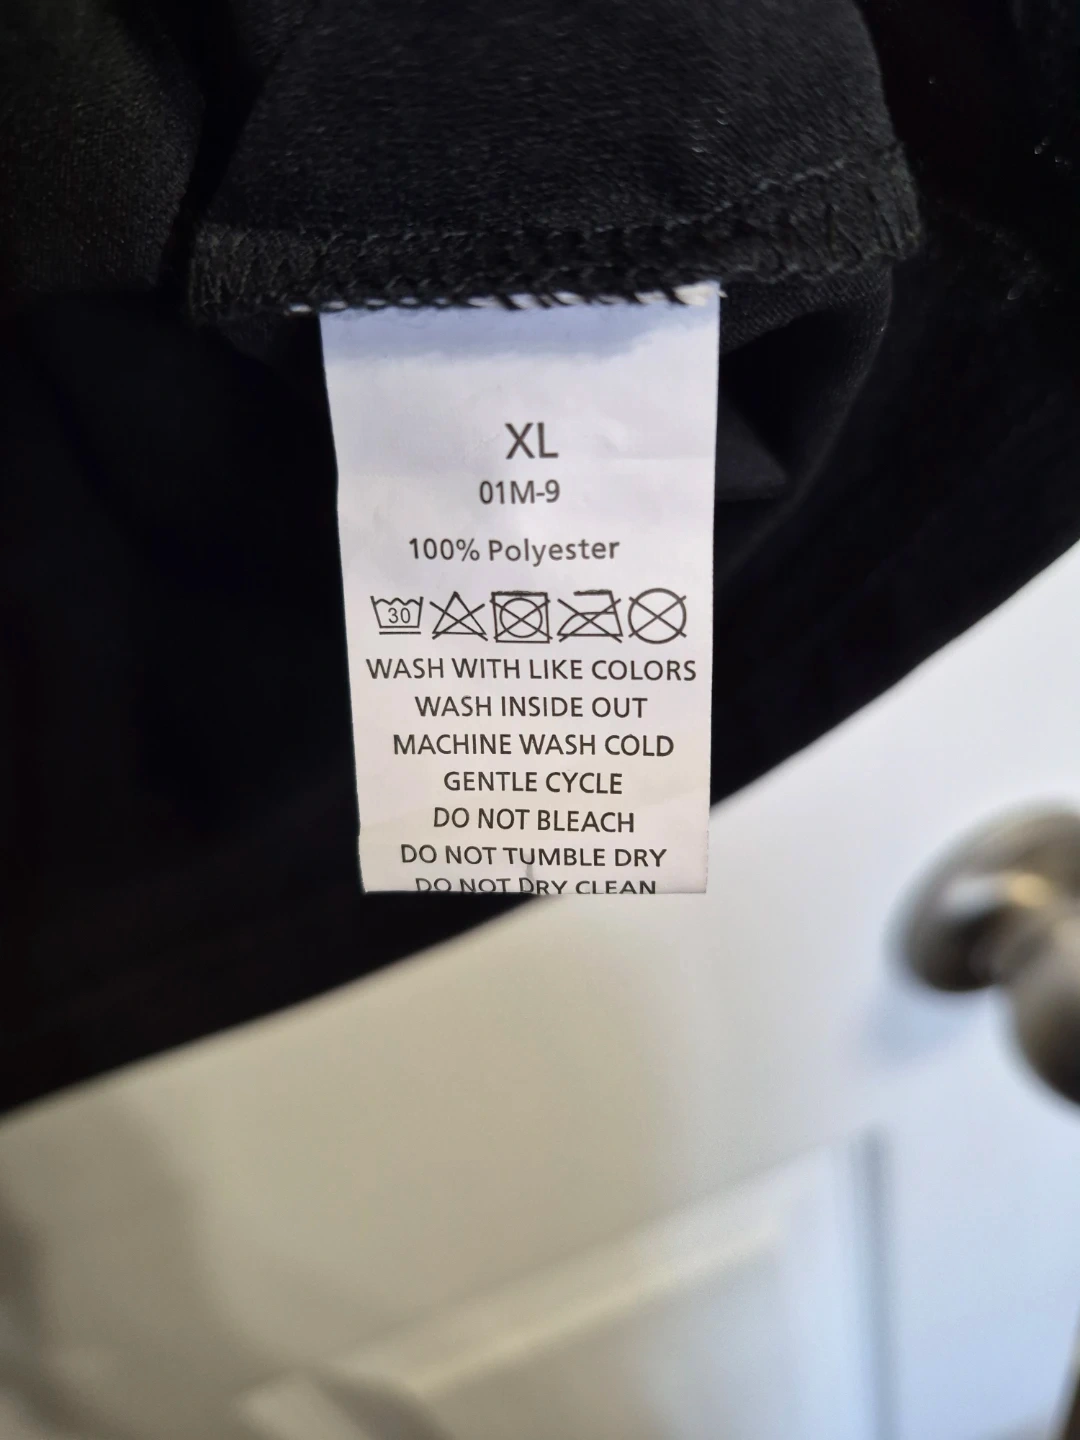 XL
01M-9
100% Polyester
30
WASH WITH LIKE COLORS
WASH INSIDE OUT
MACHINE WASH COLD
GENTLE CYCLE
DO NOT BLEACH
DO NOT TUMBLE DRY
DO NOT DRY CLEAN